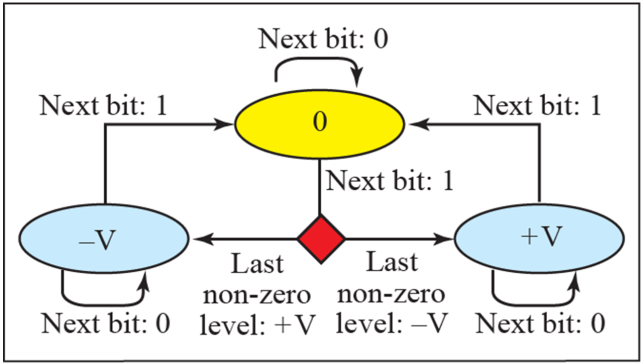 Next bit: 0
Next bit: 1
Next bit: 1
0
Next bit: 1
–V
+V
Last
non-zero
level: +V
Last
non-zero
level: –V
Next bit: 0
Next bit: 0